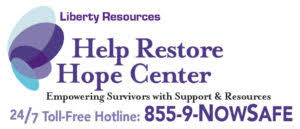 Liberty Resources
Help Restore
Hope Center
Empowering Survivors with Support & Resources
24/7 Toll-Free Hotline: 855-9-NOWSAFE